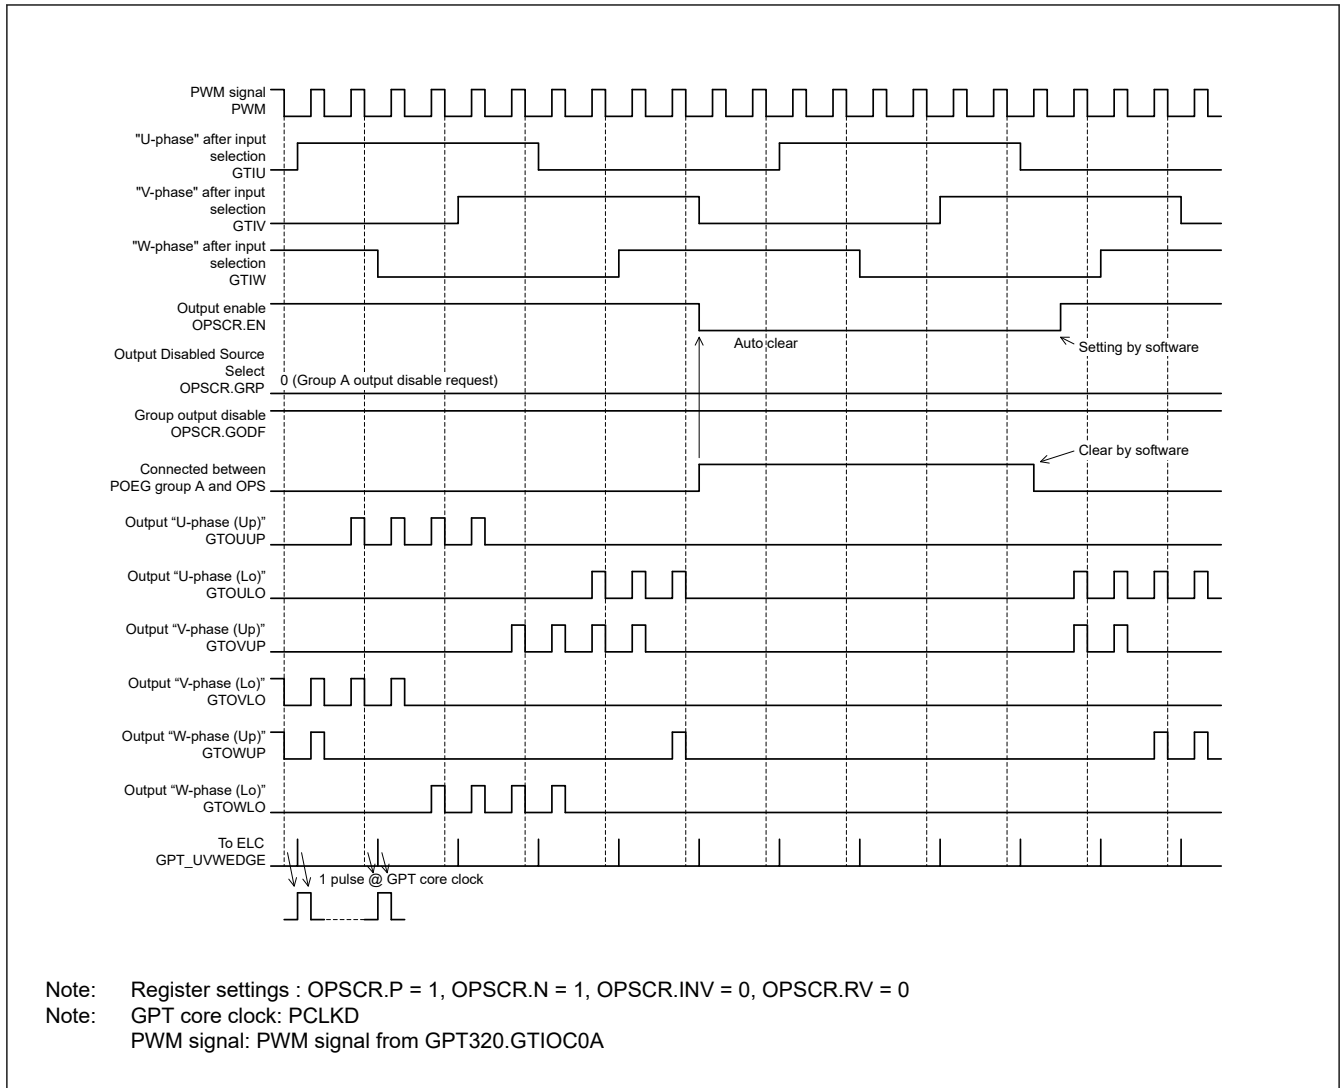 PWM signal
PWM
"U-phase" after input
selection
GTIU
"V-phase" after input
selection
GTIV
"W-phase" after input
selection
GTIW
Output enable
OPSCR.EN
Auto clear
Setting by software
Output Disabled Source
Select
OPSCR.GRP
0 (Group A output disable request)
Group output disable
OPSCR.GODF
Clear by software
Connected between
POEG group A and OPS
Output “U-phase (Up)”
GTOUUP
Output “U-phase (Lo)”
GTOULO
Output “V-phase (Up)”
GTOVUP
Output “V-phase (Lo)”
GTOVLO
Output “W-phase (Up)”
GTOWUP
Output “W-phase (Lo)”
GTOWLO
To ELC
GPT_UVWEDGE
1 pulse @ GPT core clock
Note: Register settings : OPSCR.P = 1, OPSCR.N = 1, OPSCR.INV = 0, OPSCR.RV = 0
Note: GPT core clock: PCLKD
PWM signal: PWM signal from GPT320.GTIOC0A